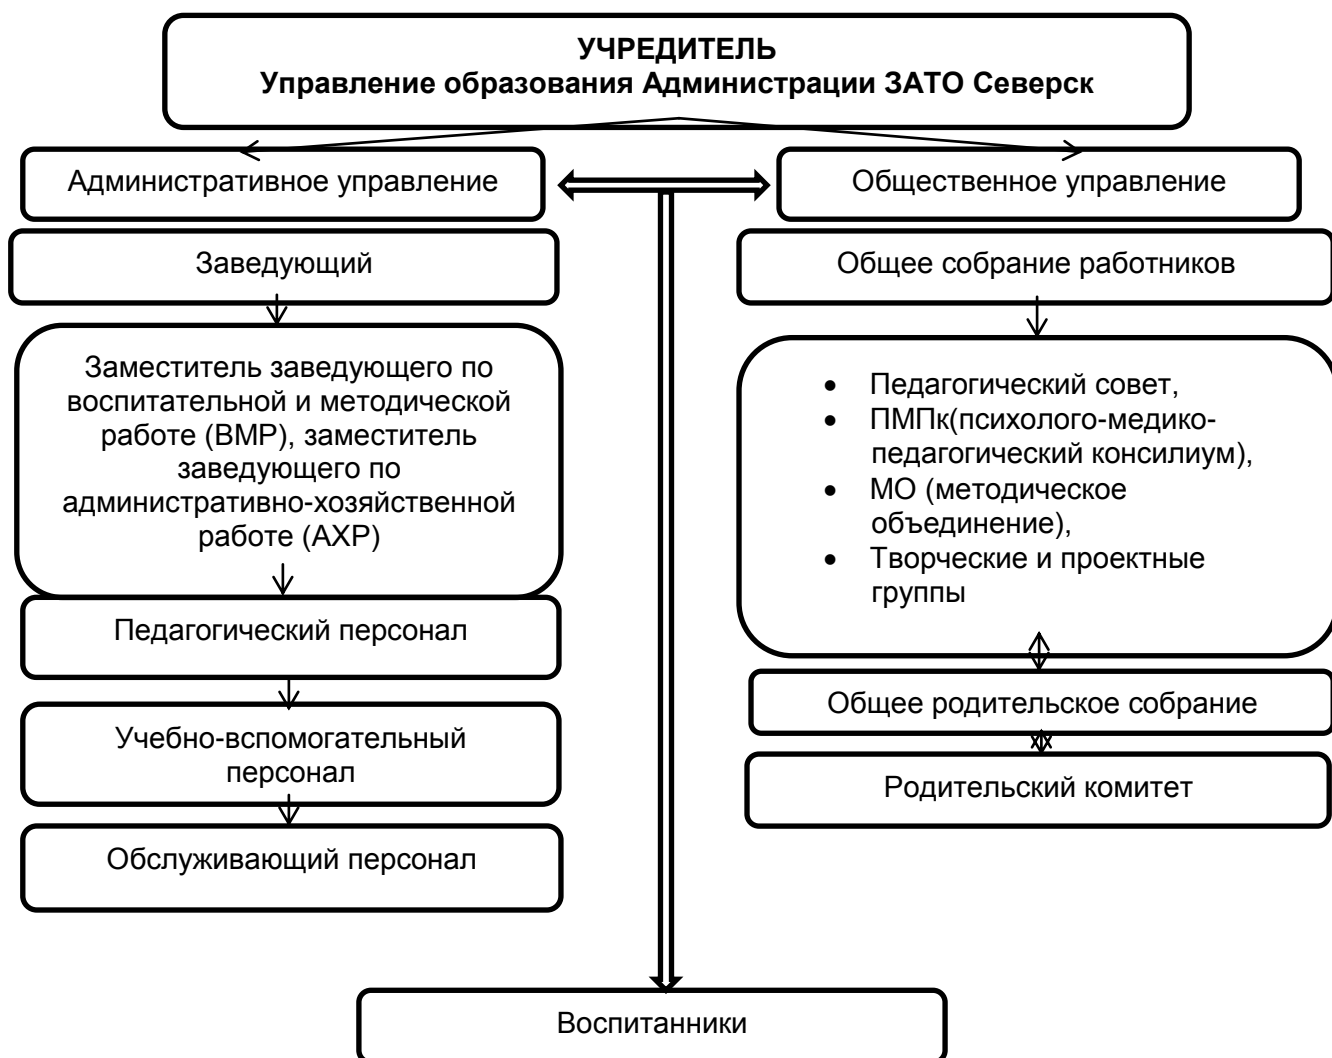 УЧРЕДИТЕЛЬ
Управление образования Администрации ЗАТО Северск
Административное управление
Общественное управление
Заведующий
Общее собрание работников
Заместитель заведующего по
воспитательной и методической
работе (ВМР), заместитель
заведующего по
административно-хозяйственной
работе (АХР)
• Педагогический совет,
• ПМПк(психолого-медико-
педагогический консилиум),
• МО (методическое
объединение),
• Творческие и проектные
группы
Педагогический персонал
Общее родительское собрание
Учебно-вспомогательный
персонал
Родительский комитет
Обслуживающий персонал
Воспитанники